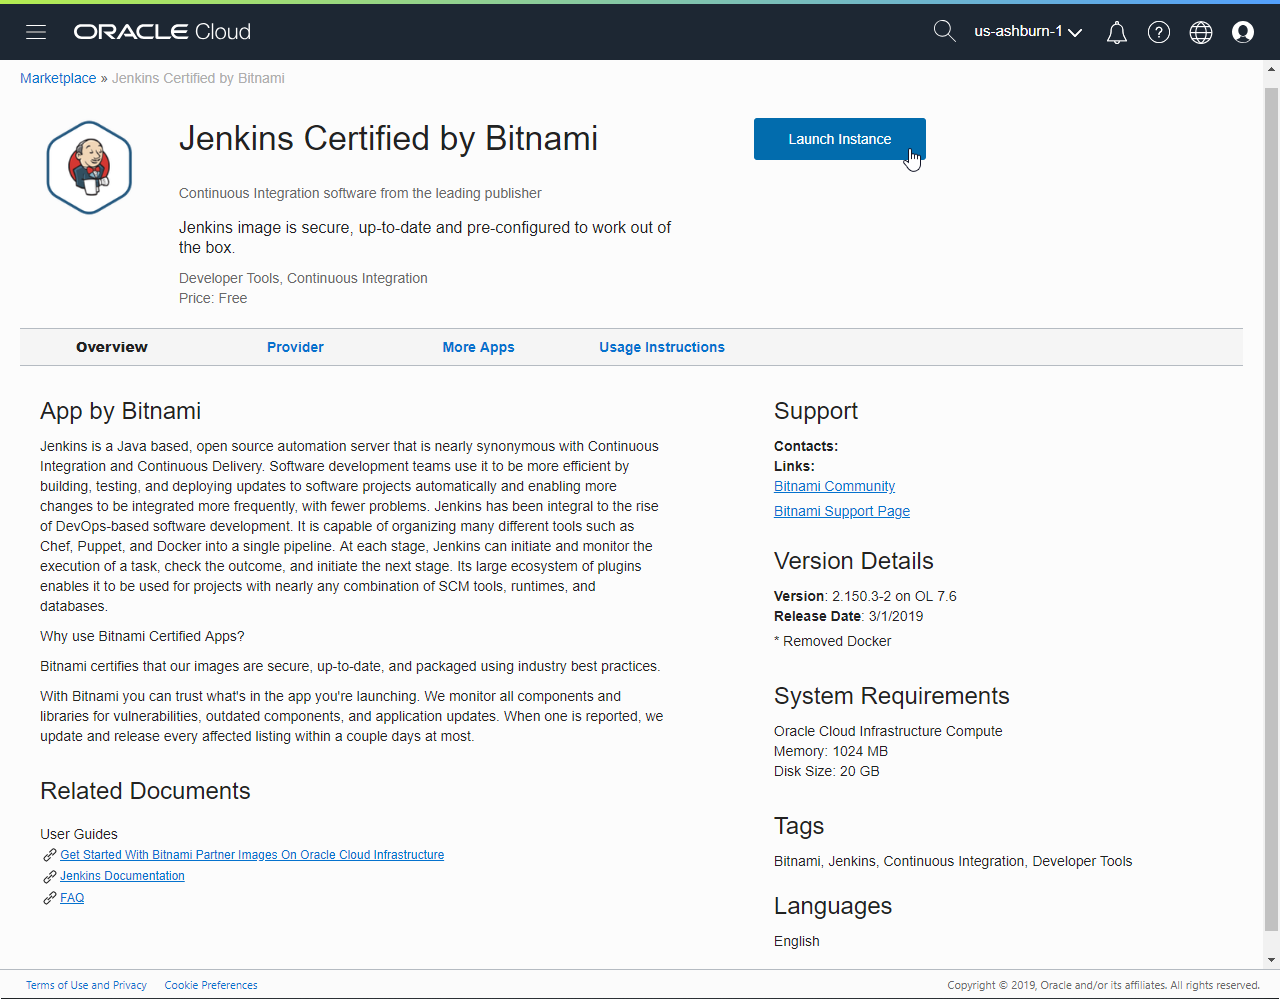 ORACLE Cloud
us-ashburn-1
Marketplace » Jenkins Certified by Bitnami
Jenkins Certified by Bitnami
Launch Instance
Continuous Integration software from the leading publisher
Jenkins image is secure, up-to-date and pre-configured to work out of
the box.
Developer Tools, Continuous Integration
Price: Free
Overview Provider More Apps Usage Instructions
App by Bitnami
Jenkins is a Java based, open source automation server that is nearly synonymous with Continuous
Integration and Continuous Delivery. Software development teams use it to be more efficient by
building, testing, and deploying updates to software projects automatically and enabling more
changes to be integrated more frequently, with fewer problems. Jenkins has been integral to the rise
of DevOps-based software development. It is capable of organizing many different tools such as
Chef, Puppet, and Docker into a single pipeline. At each stage, Jenkins can initiate and monitor the
execution of a task, check the outcome, and initiate the next stage. Its large ecosystem of plugins
enables it to be used for projects with nearly any combination of SCM tools, runtimes, and
databases.
Why use Bitnami Certified Apps?
Bitnami certifies that our images are secure, up-to-date, and packaged using industry best practices.
With Bitnami you can trust what's in the app you're launching. We monitor all components and
libraries for vulnerabilities, outdated components, and application updates. When one is reported, we
update and release every affected listing within a couple days at most.
Related Documents
User Guides
Get Started With Bitnami Partner Images On Oracle Cloud Infrastructure
Jenkins Documentation
FAQ
Support
Contacts:
Links:
Bitnami Community
Bitnami Support Page
Version Details
Version: 2.150.3-2 on OL 7.6
Release Date: 3/1/2019
* Removed Docker
System Requirements
Oracle Cloud Infrastructure Compute
Memory: 1024 MB
Disk Size: 20 GB
Tags
Bitnami, Jenkins, Continuous Integration, Developer Tools
Languages
English
Terms of Use and Privacy Cookie Preferences
Copyright © 2019, Oracle and/or its affiliates. All rights reserved.